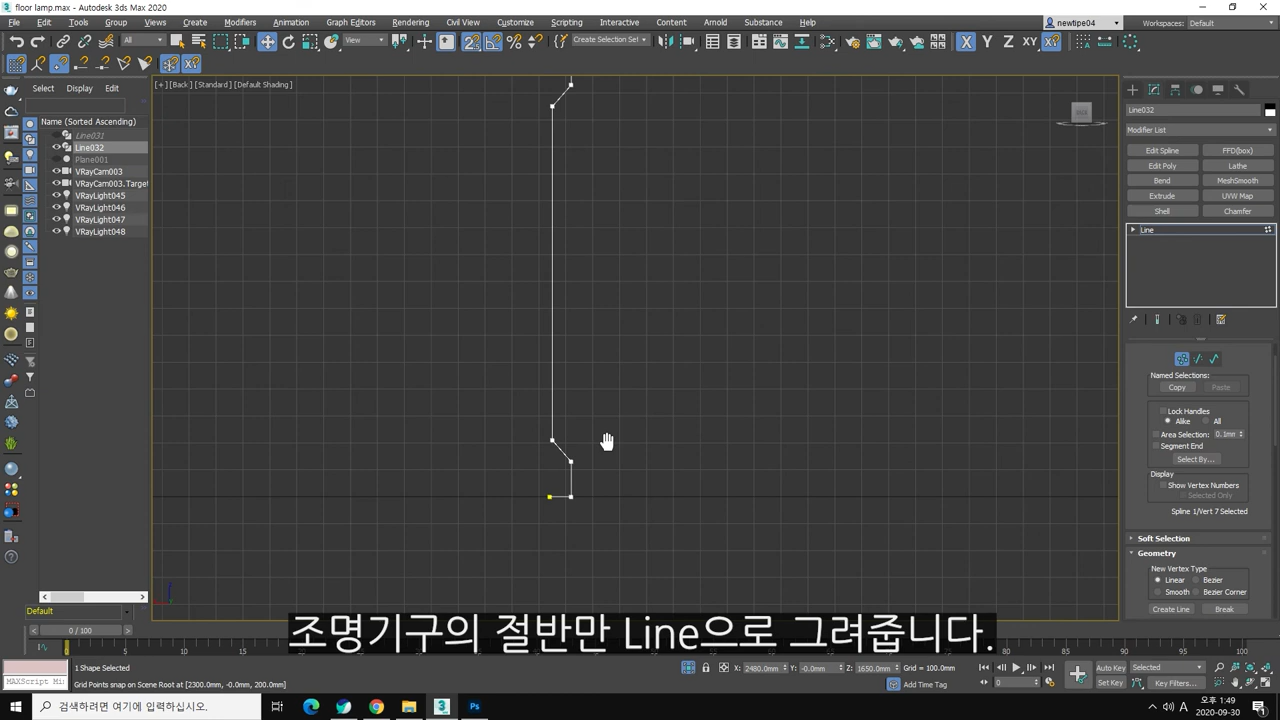 floor lamp.max - Autodesk 3ds Max 2020
File Edit Tools Group Views Create Modifiers Animation Graph Editors Rendering Civil View Customize Scripting Interactive Content Arnold Substance Help
newtipe04
Workspaces: Default
All
View
Create Selection Set
X Y Z XY
Select Display Edit
[+] [Back] [Standard] [Default Shading]
Name (Sorted Ascending)
Line031
Line032
Plane001
VRayCam003
VRayCam003.Target
VRayLight045
VRayLight046
VRayLight047
VRayLight048
Line032
Modifier List
Edit Spline FFD(box)
Edit Poly Lathe
Bend MeshSmooth
Extrude UVW Map
Shell Chamfer
Line
Named Selections:
Copy Paste
Lock Handles
Alike All
Area Selection: 0.1mm
Segment End
Select By...
Display
Show Vertex Numbers
Selected Only
Spline 1/Vert 7 Selected
Soft Selection
Geometry
New Vertex Type
Linear Bezier
Smooth Bezier Corner
Create Line Break
Default
0 / 100
조명기구의 절반만 Line으로 그려줍니다.
1 Shape Selected
MAXScript Mini
Grid Points snap on Scene Root at [2300.0mm, -0.0mm, 200.0mm]
X: 2480.0mm Y: -0.0mm Z: 1650.0mm Grid = 100.0mm
Add Time Tag
Auto Key Selected
Set Key Key Filters...
검색하려면 여기에 입력하십시오.
A 오후 1:49
2020-09-30